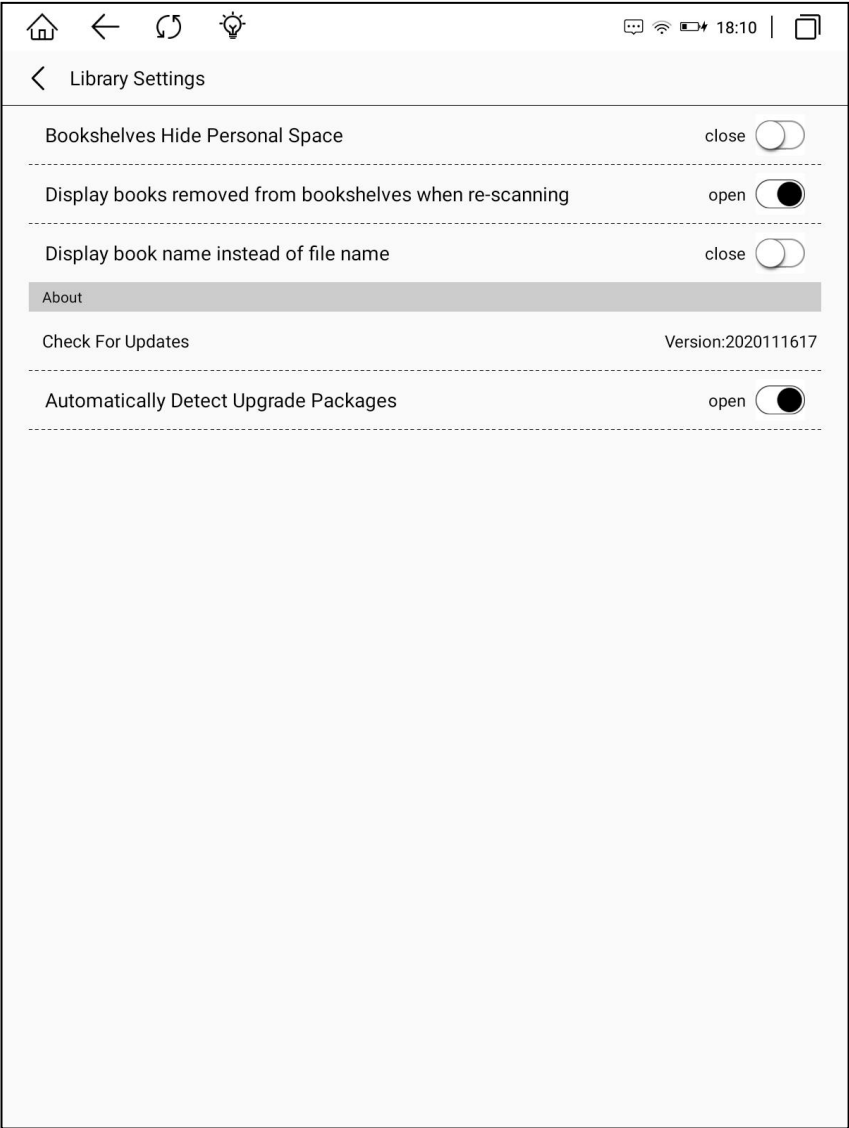 18:10
Library Settings
Bookshelves Hide Personal Space close
Display books removed from bookshelves when re-scanning open
Display book name instead of file name close
About
Check For Updates Version:2020111617
Automatically Detect Upgrade Packages open